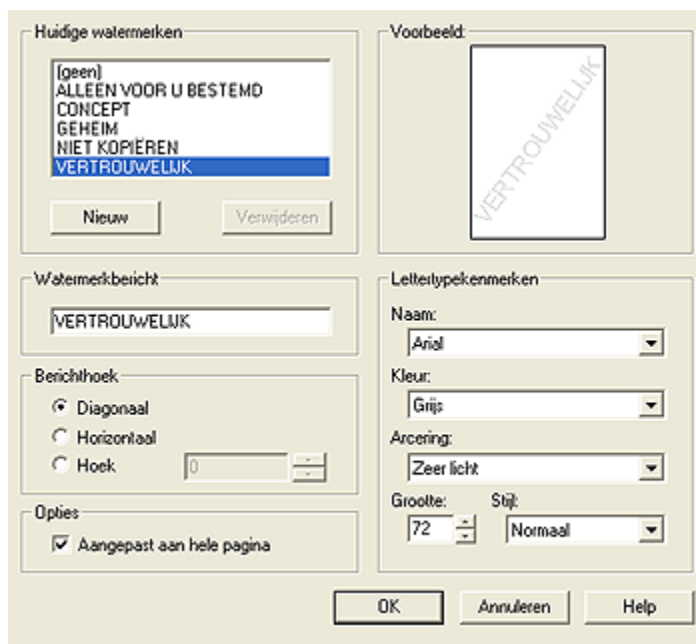 Huidige watermerken
(geen)
ALLEEN VOOR U BESTEMD
CONCEPT
GEHEIM
NIET KOPIËREN
VERTROUWELIJK
Nieuw
Verwijderen
Voorbeeld:
VERTROUWELIJK
Watermerkbericht
VERTROUWELIJK
Berichthoek
Diagonaal
Horizontaal
Hoek 0
Opties
Aangepast aan hele pagina
Lettertypekenmerken
Naam:
Arial
Kleur:
Grijs
Arcering:
Zeer licht
Grootte: Stijl:
72 Normaal
OK Annuleren Help